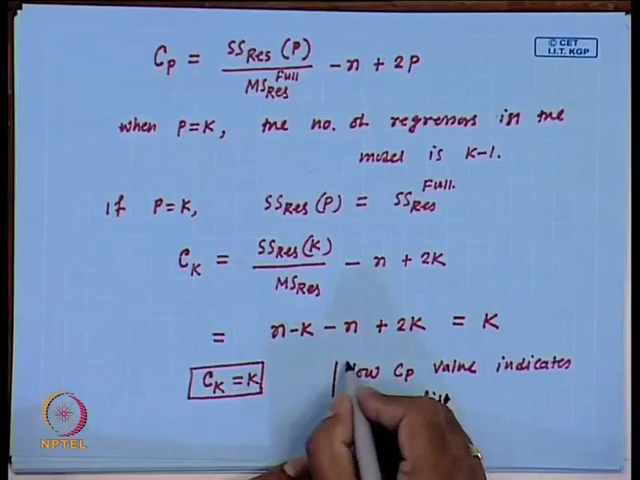 © CET
I.I.T. KGP
Cp = SSRes(P) / MSRes^Full - n + 2P
when P=K, the no. of regressors in the
model is K-1.
If P=K, SSRes(P) = SSRes^Full.
CK = SSRes(K) / MSRes - n + 2K
= n-K - n + 2K = K
CK = K
low Cp value indicates
NPTEL